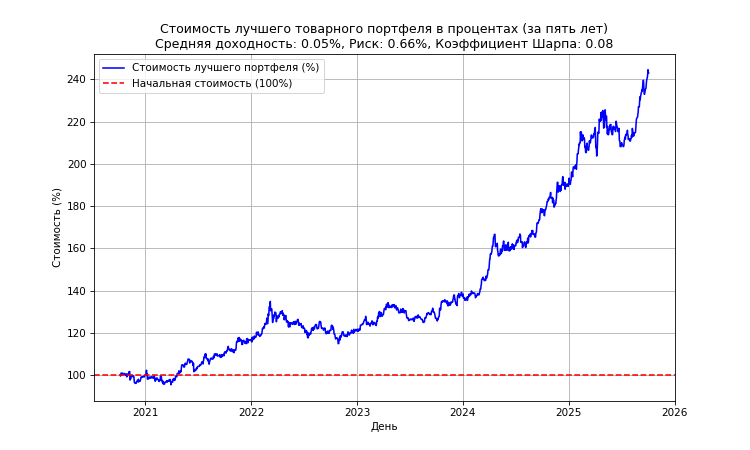 Стоимость лучшего товарного портфеля в процентах (за пять лет)
Средняя доходность: 0.05%, Риск: 0.66%, Коэффициент Шарпа: 0.08
Стоимость лучшего портфеля (%)
Начальная стоимость (100%)
Стоимость (%)
240
220
200
180
160
140
120
100
2021 2022 2023 2024 2025 2026
День